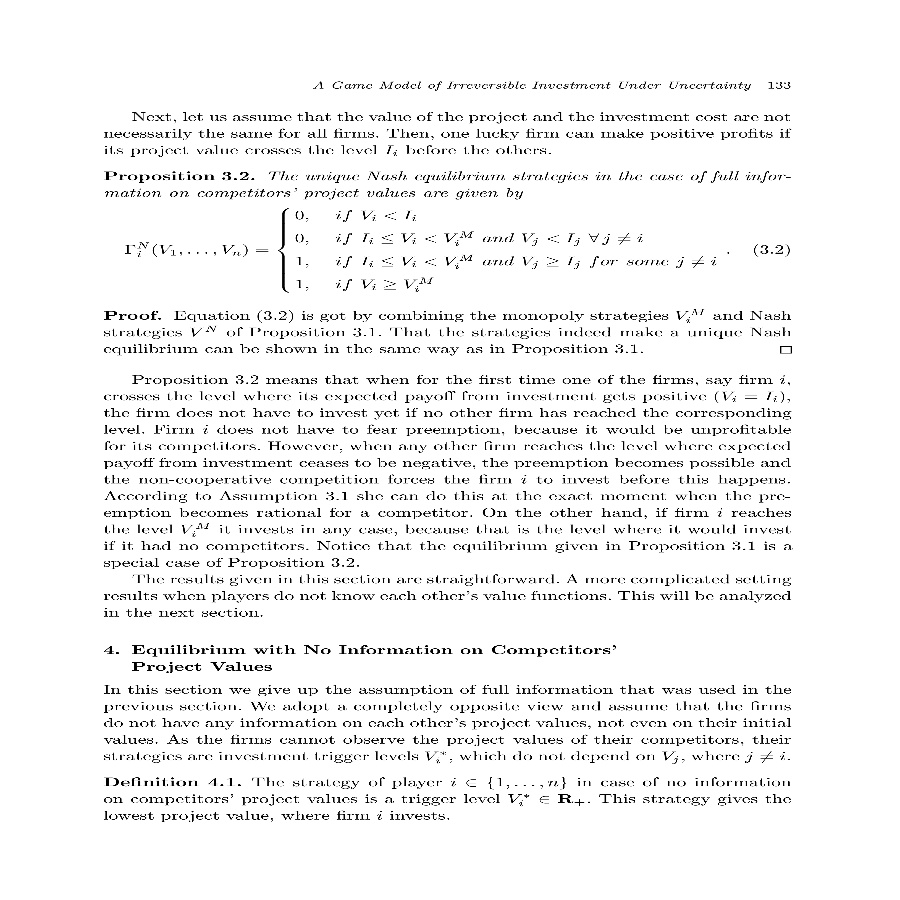 A Game Model of Irreversible Investment Under Uncertainty 133
Next, let us assume that the value of the project and the investment cost are not
necessarily the same for all firms. Then, one lucky firm can make positive profits if
its project value crosses the level I_i before the others.
Proposition 3.2. The unique Nash equilibrium strategies in the case of full infor-
mation on competitors' project values are given by
Γ_i^N (V_1, . . . , V_n) = { 0, if V_i < I_i
0, if I_i ≤ V_i < V_i^M and V_j < I_j ∀ j ≠ i
1, if I_i ≤ V_i < V_i^M and V_j ≥ I_j for some j ≠ i
1, if V_i ≥ V_i^M . (3.2)
Proof. Equation (3.2) is got by combining the monopoly strategies V_i^M and Nash
strategies V^N of Proposition 3.1. That the strategies indeed make a unique Nash
equilibrium can be shown in the same way as in Proposition 3.1. □
Proposition 3.2 means that when for the first time one of the firms, say firm i,
crosses the level where its expected payoff from investment gets positive (V_i = I_i),
the firm does not have to invest yet if no other firm has reached the corresponding
level. Firm i does not have to fear preemption, because it would be unprofitable
for its competitors. However, when any other firm reaches the level where expected
payoff from investment ceases to be negative, the preemption becomes possible and
the non-cooperative competition forces the firm i to invest before this happens.
According to Assumption 3.1 she can do this at the exact moment when the pre-
emption becomes rational for a competitor. On the other hand, if firm i reaches
the level V_i^M it invests in any case, because that is the level where it would invest
if it had no competitors. Notice that the equilibrium given in Proposition 3.1 is a
special case of Proposition 3.2.
The results given in this section are straightforward. A more complicated setting
results when players do not know each other's value functions. This will be analyzed
in the next section.
4. Equilibrium with No Information on Competitors'
Project Values
In this section we give up the assumption of full information that was used in the
previous section. We adopt a completely opposite view and assume that the firms
do not have any information on each other's project values, not even on their initial
values. As the firms cannot observe the project values of their competitors, their
strategies are investment trigger levels V_i^*, which do not depend on V_j, where j ≠ i.
Definition 4.1. The strategy of player i ∈ {1, . . . , n} in case of no information
on competitors' project values is a trigger level V_i^* ∈ R_+. This strategy gives the
lowest project value, where firm i invests.